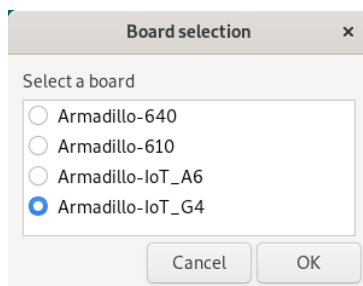 Board selection ×
Select a board
Armadillo-640
Armadillo-610
Armadillo-IoT_A6
Armadillo-IoT_G4
Cancel OK